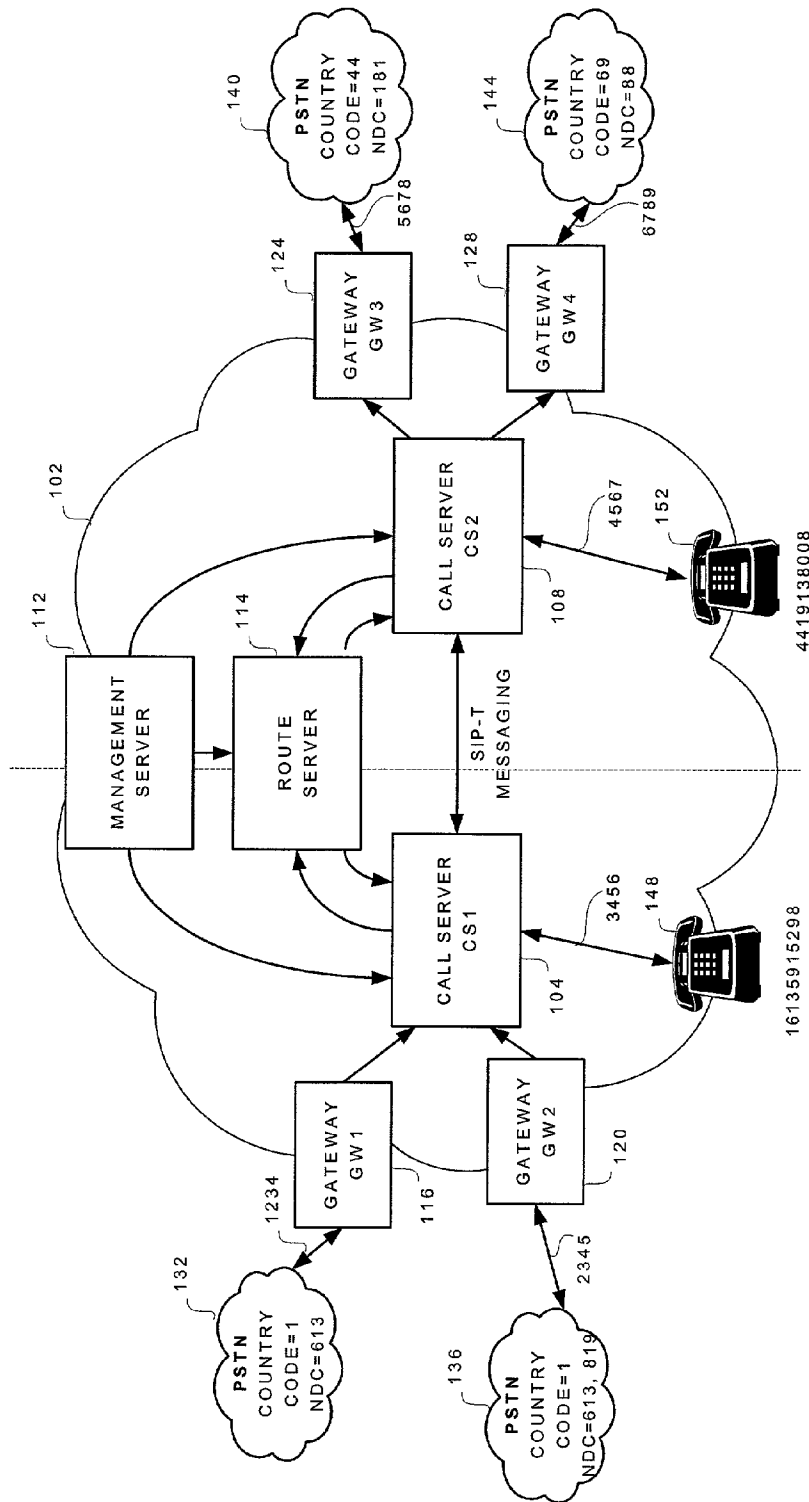 112
MANAGEMENT
SERVER
102
114
ROUTE
SERVER
132
PSTN
COUNTRY
CODE=1
NDC=613
1234
GATEWAY
GW1
116
136
PSTN
COUNTRY
CODE=1
NDC=613, 819
2345
GATEWAY
GW2
120
CALL SERVER
CS1
104
SIP-T
MESSAGING
CALL SERVER
CS2
108
124
GATEWAY
GW3
5678
140
PSTN
COUNTRY
CODE=44
NDC=181
128
GATEWAY
GW4
6789
144
PSTN
COUNTRY
CODE=69
NDC=88
3456
148
16135915298
4567
152
4419138008